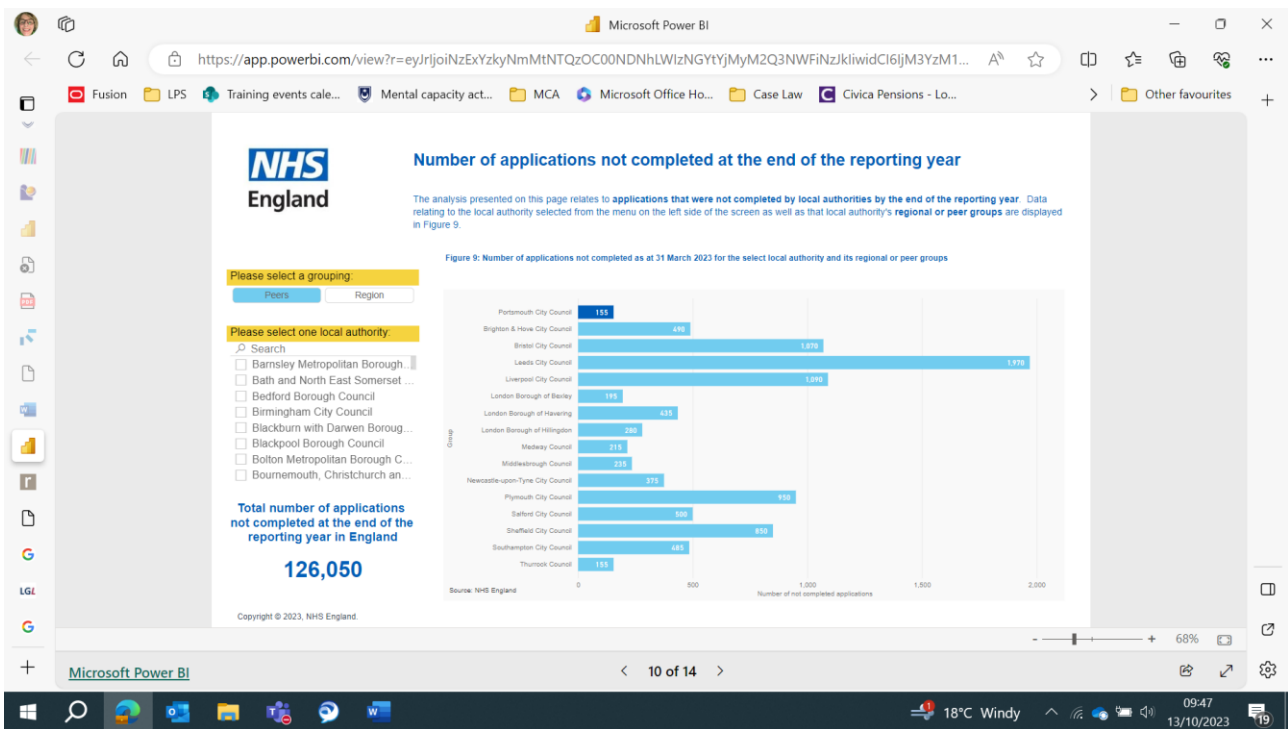 Microsoft Power BI
https://app.powerbi.com/view?r=eyJrIjoiNzExYzkyNmMtNTQzOC00NDNhLWIzNGYtYjMyM2Q3NWFiNzJkIiwidCI6IjM3YzM1...
Fusion LPS Training events cale... Mental capacity act... MCA Microsoft Office Ho... Case Law Civica Pensions - Lo... Other favourites
NHS
England
Number of applications not completed at the end of the reporting year
The analysis presented on this page relates to applications that were not completed by local authorities by the end of the reporting year. Data
relating to the local authority selected from the menu on the left side of the screen as well as that local authority's regional or peer groups are displayed
in Figure 9.
Figure 9: Number of applications not completed as at 31 March 2023 for the select local authority and its regional or peer groups
Please select a grouping:
Peers Region
Please select one local authority:
Search
Barnsley Metropolitan Borough...
Bath and North East Somerset ...
Bedford Borough Council
Birmingham City Council
Blackburn with Darwen Boroug...
Blackpool Borough Council
Bolton Metropolitan Borough C...
Bournemouth, Christchurch an...
Total number of applications
not completed at the end of the
reporting year in England
126,050
Copyright © 2023, NHS England.
Group
Portsmouth City Council 155
Brighton & Hove City Council 490
Bristol City Council 1,070
Leeds City Council 1,970
Liverpool City Council 1,090
London Borough of Bexley 195
London Borough of Havering 435
London Borough of Hillingdon 280
Medway Council 215
Middlesbrough Council 235
Newcastle-upon-Tyne City Council 375
Plymouth City Council 950
Salford City Council 500
Sheffield City Council 850
Southampton City Council 485
Thurrock Council 155
0 500 1,000 1,500 2,000
Number of not completed applications
Source: NHS England
LGL
- + 68%
Microsoft Power BI
10 of 14
18°C Windy
09:47
13/10/2023
19